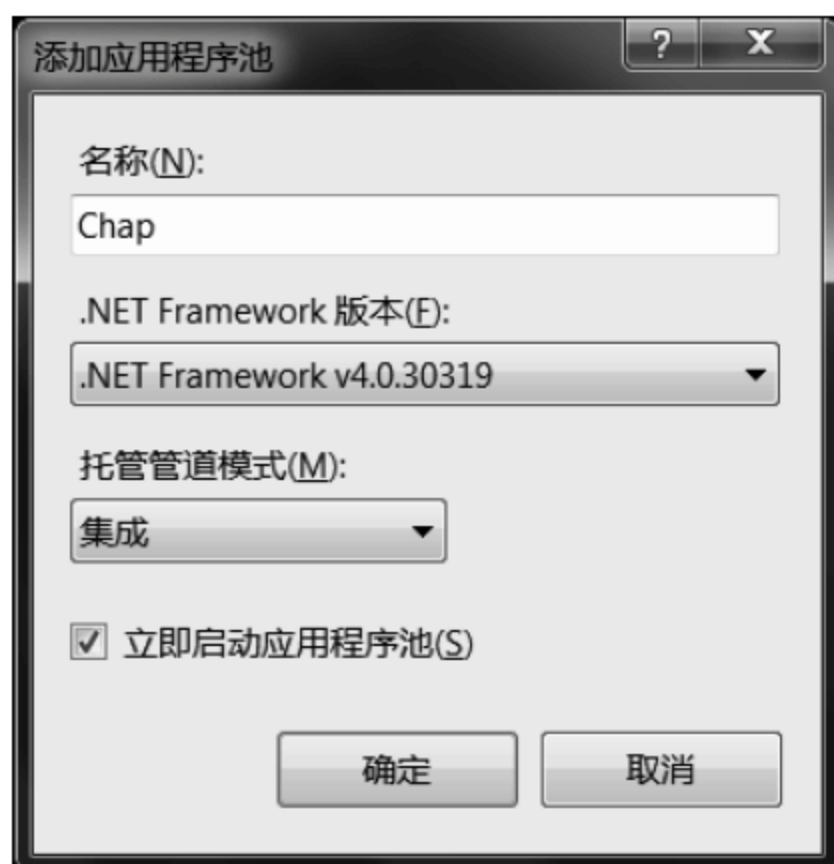 添加应用程序池
? X
名称(N):
Chap
.NET Framework 版本(F):
.NET Framework v4.0.30319
托管管道模式(M):
集成
立即启动应用程序池(S)
确定 取消